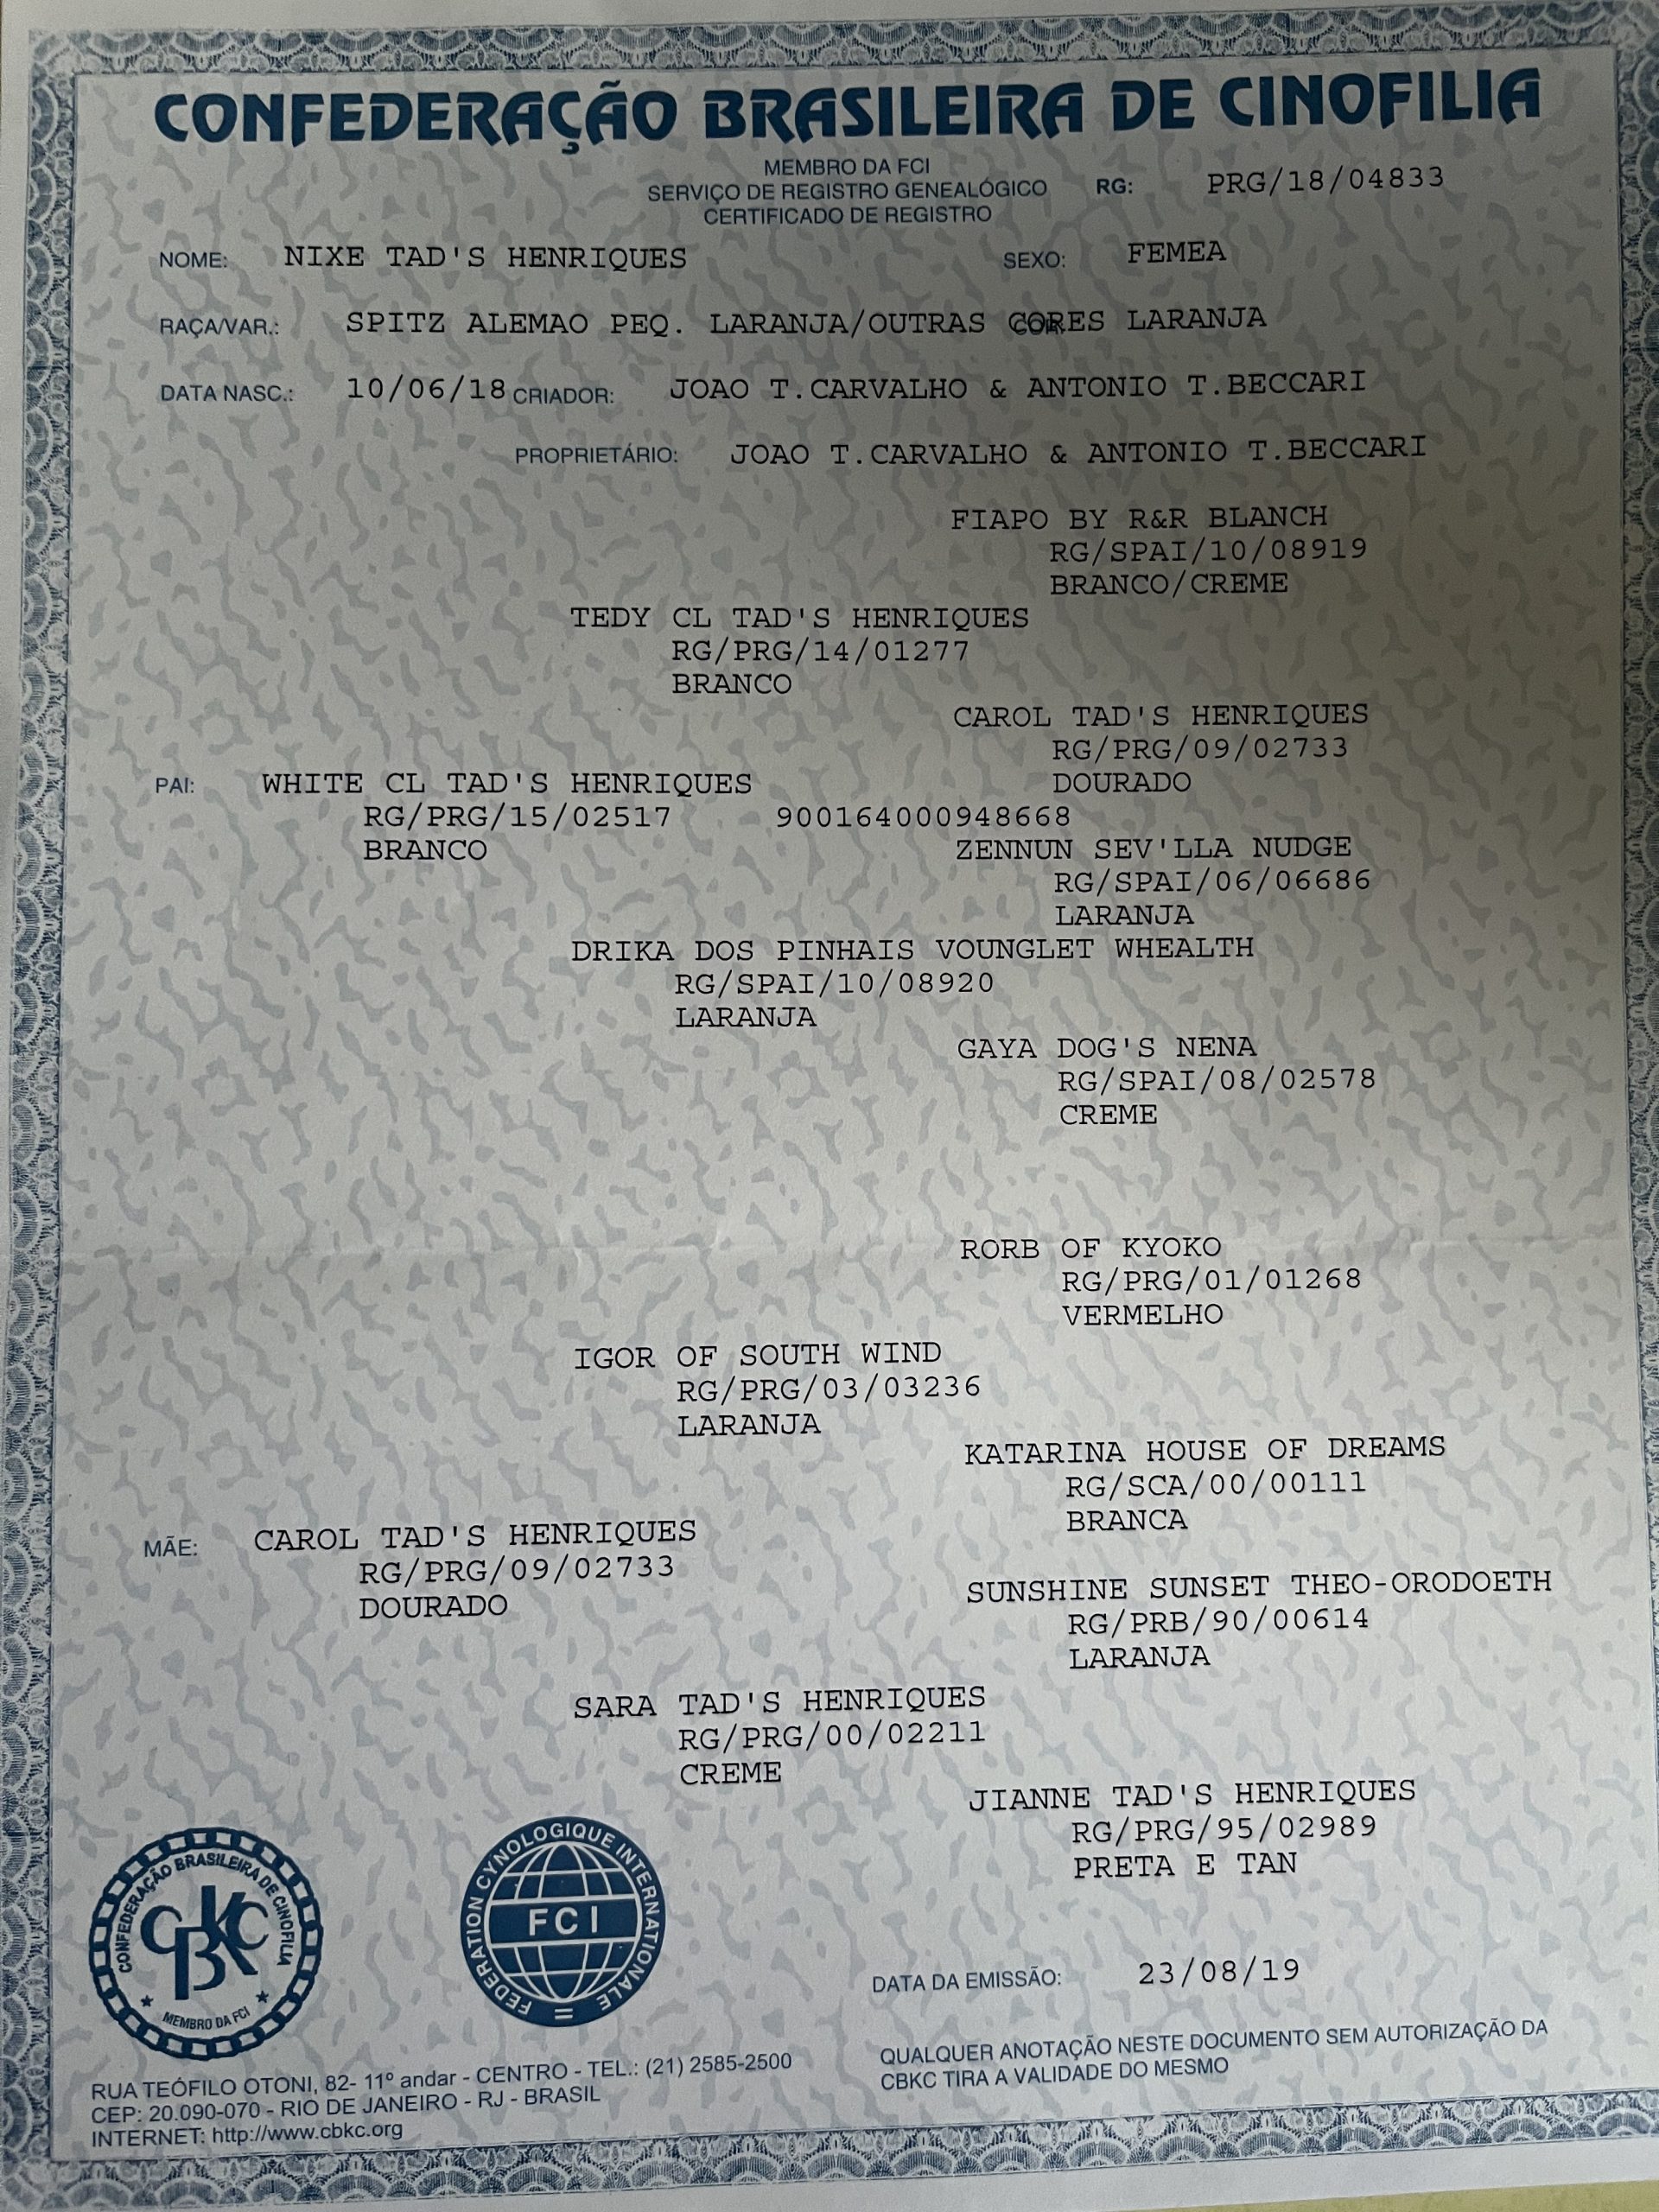 CONFEDERAÇÃO BRASILEIRA DE CINOFILIA
MEMBRO DA FCI
SERVIÇO DE REGISTRO GENEALÓGICO RG: PRG/18/04833
CERTIFICADO DE REGISTRO
NOME: NIXE TAD'S HENRIQUES SEXO: FEMEA
RAÇA/VAR.: SPITZ ALEMAO PEQ. LARANJA/OUTRAS CORES LARANJA
DATA NASC.: 10/06/18 CRIADOR: JOAO T.CARVALHO & ANTONIO T.BECCARI
PROPRIETÁRIO: JOAO T.CARVALHO & ANTONIO T.BECCARI
FIAPO BY R&R BLANCH
RG/SPAI/10/08919
BRANCO/CREME
TEDY CL TAD'S HENRIQUES
RG/PRG/14/01277
BRANCO
CAROL TAD'S HENRIQUES
RG/PRG/09/02733
DOURADO
PAI: WHITE CL TAD'S HENRIQUES
RG/PRG/15/02517 900164000948668
BRANCO
ZENNUN SEV'LLA NUDGE
RG/SPAI/06/06686
LARANJA
DRIKA DOS PINHAIS VOUNGLET WHEALTH
RG/SPAI/10/08920
LARANJA
GAYA DOG'S NENA
RG/SPAI/08/02578
CREME
RORB OF KYOKO
RG/PRG/01/01268
VERMELHO
IGOR OF SOUTH WIND
RG/PRG/03/03236
LARANJA
KATARINA HOUSE OF DREAMS
RG/SCA/00/00111
BRANCA
MÃE: CAROL TAD'S HENRIQUES
RG/PRG/09/02733
DOURADO
SUNSHINE SUNSET THEO-ORODOETH
RG/PRB/90/00614
LARANJA
SARA TAD'S HENRIQUES
RG/PRG/00/02211
CREME
JIANNE TAD'S HENRIQUES
RG/PRG/95/02989
PRETA E TAN
CONFEDERAÇÃO BRASILEIRA DE CINOFILIA
CBKC
MEMBRO DA FCI
FEDERATION CYNOLOGIQUE INTERNATIONALE
FCI
DATA DA EMISSÃO: 23/08/19
QUALQUER ANOTAÇÃO NESTE DOCUMENTO SEM AUTORIZAÇÃO DA
CBKC TIRA A VALIDADE DO MESMO
RUA TEÓFILO OTONI, 82- 11º andar - CENTRO - TEL.: (21) 2585-2500
CEP: 20.090-070 - RIO DE JANEIRO - RJ - BRASIL
INTERNET: http://www.cbkc.org